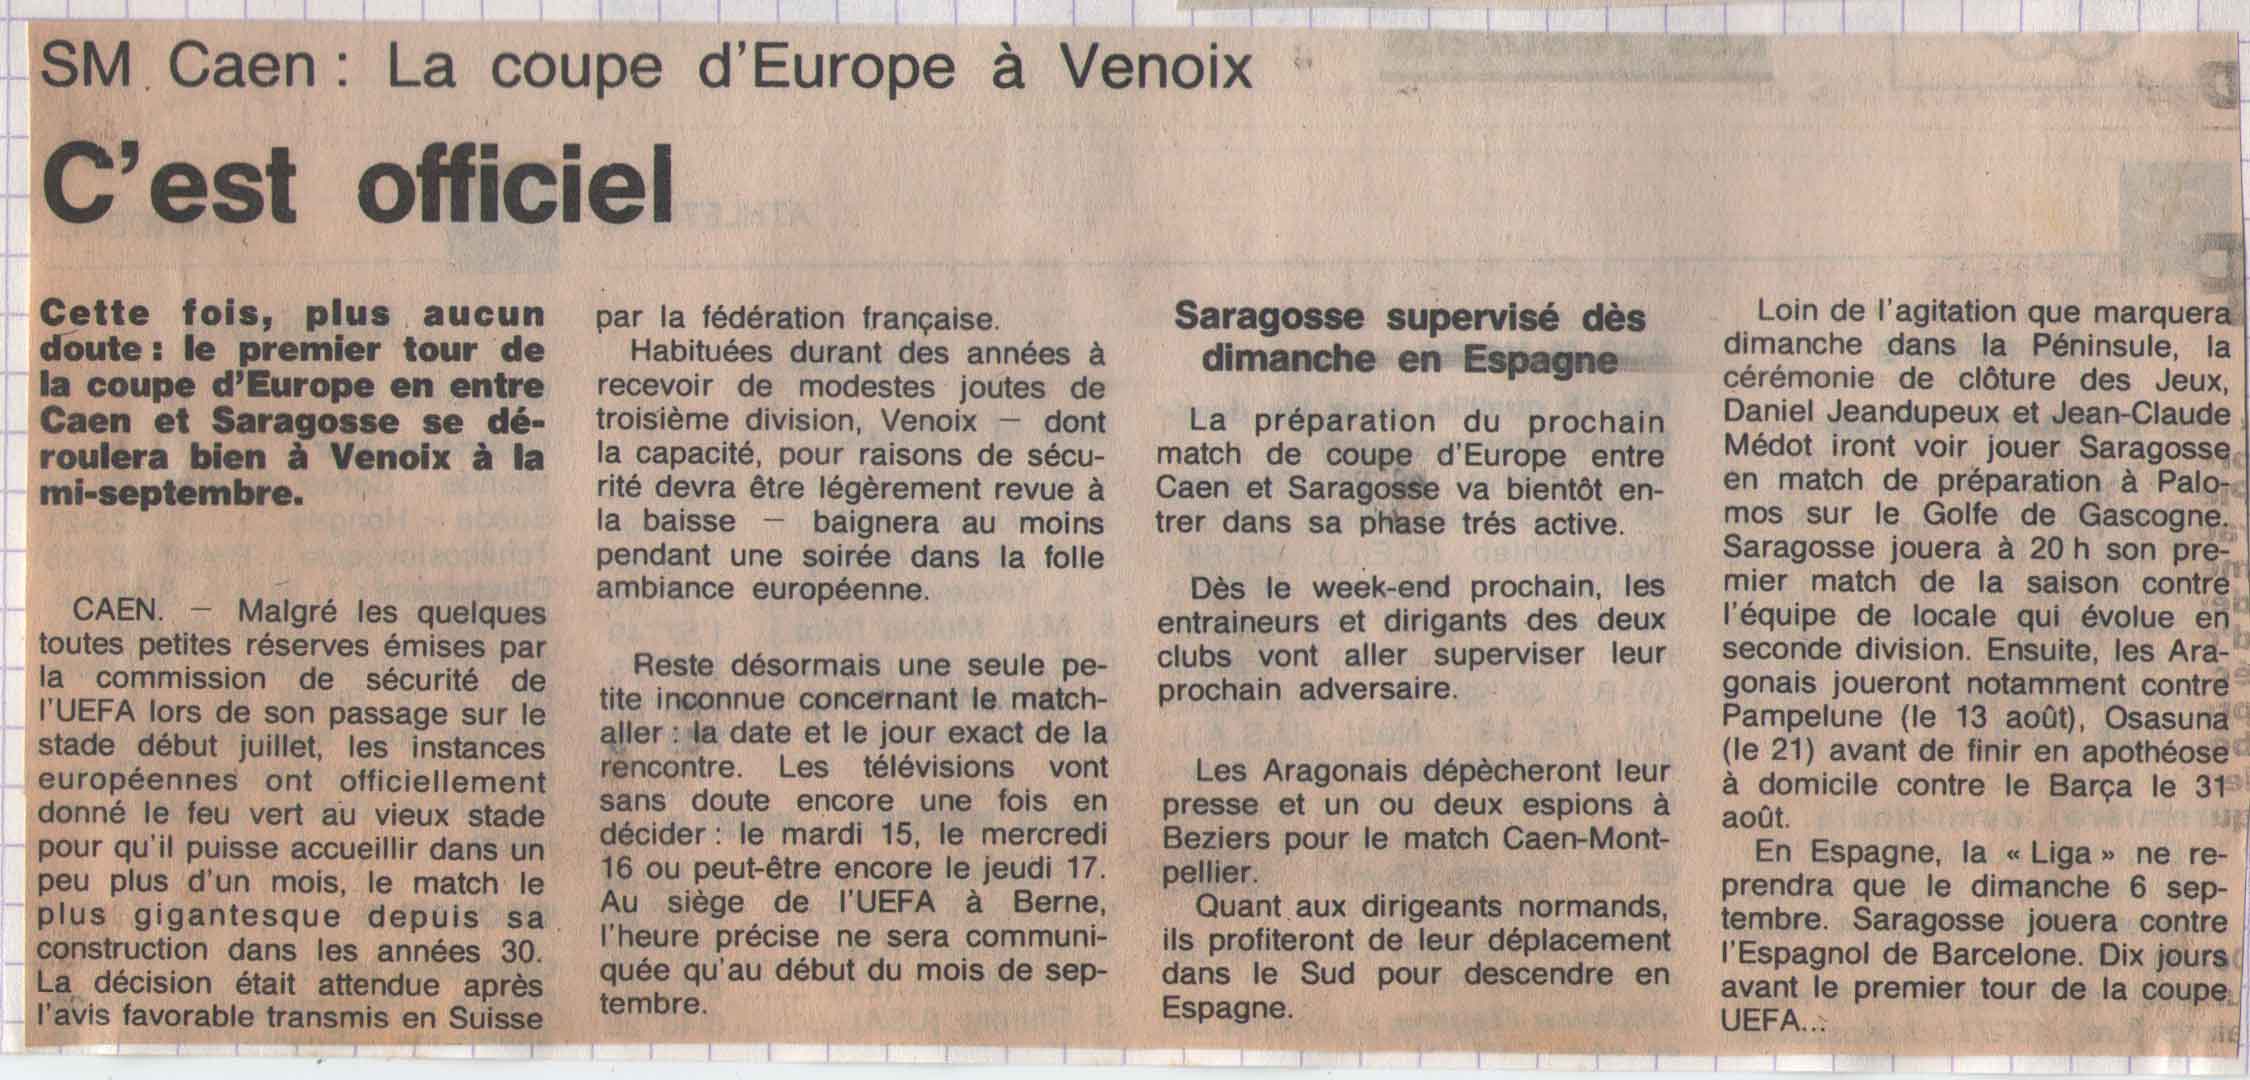 SM Caen : La coupe d'Europe à Venoix
C'est officiel
Cette fois, plus aucun
doute : le premier tour de
la coupe d'Europe en entre
Caen et Saragosse se dé-
roulera bien à Venoix à la
mi-septembre.
CAEN. — Malgré les quelques
toutes petites réserves émises par
la commission de sécurité de
l'UEFA lors de son passage sur le
stade début juillet, les instances
européennes ont officiellement
donné le feu vert au vieux stade
pour qu'il puisse accueillir dans un
peu plus d'un mois, le match le
plus gigantesque depuis sa
construction dans les années 30.
La décision était attendue après
l'avis favorable transmis en Suisse
par la fédération française.
Habituées durant des années à
recevoir de modestes joutes de
troisième division, Venoix — dont
la capacité, pour raisons de sécu-
rité devra être légèrement revue à
la baisse — baignera au moins
pendant une soirée dans la folle
ambiance européenne.
Reste désormais une seule pe-
tite inconnue concernant le match-
aller : la date et le jour exact de la
rencontre. Les télévisions vont
sans doute encore une fois en
décider : le mardi 15, le mercredi
16 ou peut-être encore le jeudi 17.
Au siège de l'UEFA à Berne,
l'heure précise ne sera communi-
quée qu'au début du mois de sep-
tembre.
Saragosse supervisé dès
dimanche en Espagne
La préparation du prochain
match de coupe d'Europe entre
Caen et Saragosse va bientôt en-
trer dans sa phase trés active.
Dès le week-end prochain, les
entraineurs et dirigants des deux
clubs vont aller superviser leur
prochain adversaire.
Les Aragonais dépècheront leur
presse et un ou deux espions à
Beziers pour le match Caen-Mont-
pellier.
Quant aux dirigeants normands,
ils profiteront de leur déplacement
dans le Sud pour descendre en
Espagne.
Loin de l'agitation que marquera
dimanche dans la Péninsule, la
cérémonie de clôture des Jeux,
Daniel Jeandupeux et Jean-Claude
Médot iront voir jouer Saragosse
en match de préparation à Palo-
mos sur le Golfe de Gascogne.
Saragosse jouera à 20 h son pre-
mier match de la saison contre
l'équipe de locale qui évolue en
seconde division. Ensuite, les Ara-
gonais joueront notamment contre
Pampelune (le 13 août), Osasuna
(le 21) avant de finir en apothéose
à domicile contre le Barça le 31
août.
En Espagne, la « Liga » ne re-
prendra que le dimanche 6 sep-
tembre. Saragosse jouera contre
l'Espagnol de Barcelone. Dix jours
avant le premier tour de la coupe
UEFA...